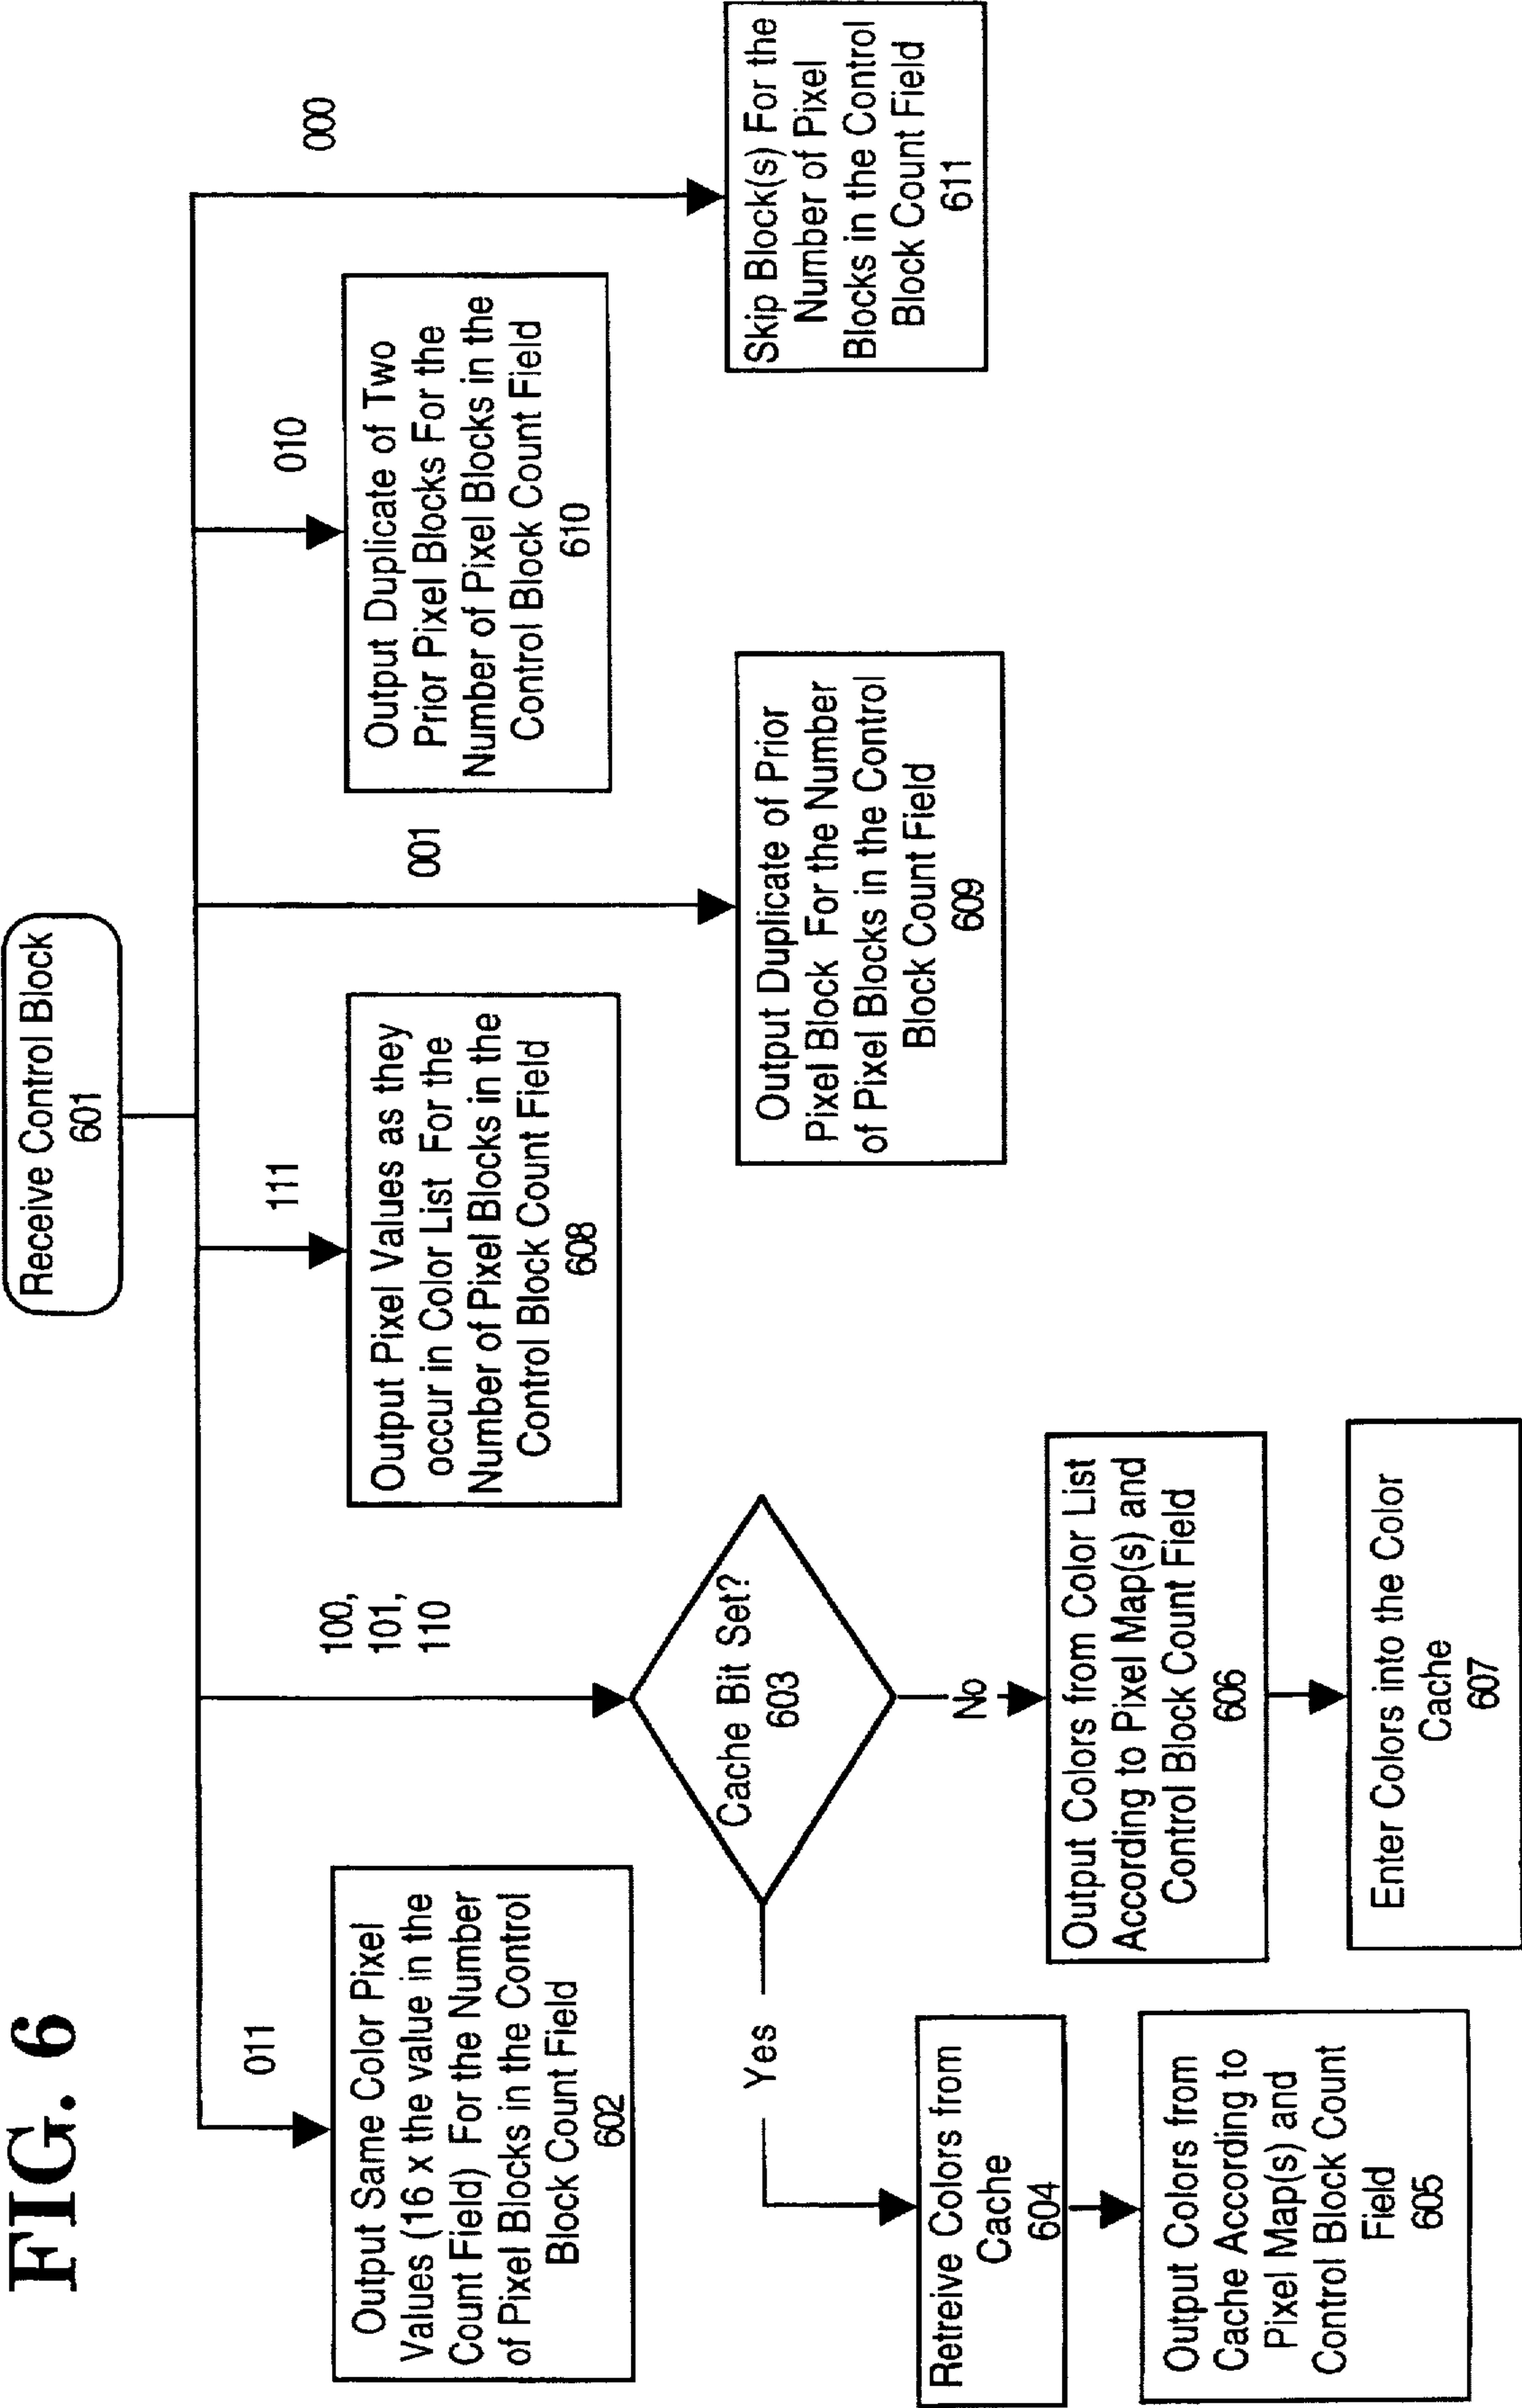 FIG. 6
Receive Control Block
601
011
Output Same Color Pixel
Values (16 x the value in the
Count Field) For the Number
of Pixel Blocks in the Control
Block Count Field
602
100,
101,
110
Cache Bit Set?
603
Yes
Retreive Colors from
Cache
604
Output Colors from
Cache According to
Pixel Map(s) and
Control Block Count
Field
605
No
Output Colors from Color List
According to Pixel Map(s) and
Control Block Count Field
606
Enter Colors into the Color
Cache
607
111
Output Pixel Values as they
occur in Color List For the
Number of Pixel Blocks in the
Control Block Count Field
608
001
Output Duplicate of Prior
Pixel Block For the Number
of Pixel Blocks in the Control
Block Count Field
609
010
Output Duplicate of Two
Prior Pixel Blocks For the
Number of Pixel Blocks in the
Control Block Count Field
610
000
Skip Block(s) For the
Number of Pixel
Blocks in the Control
Block Count Field
611